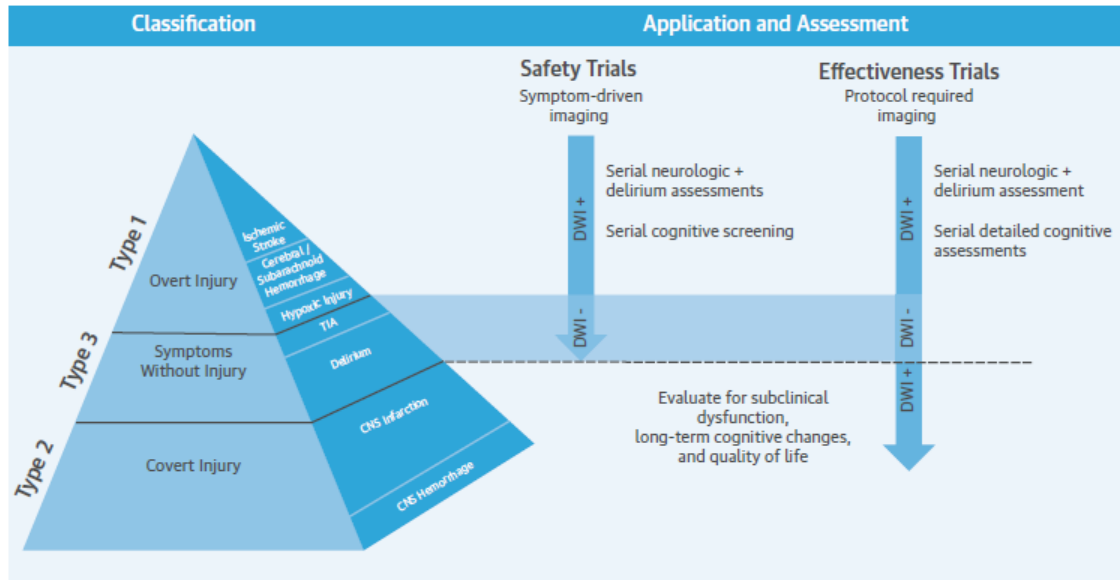 Classification
Application and Assessment
Safety Trials
Symptom-driven
imaging
Effectiveness Trials
Protocol required
imaging
Type 1
Type 3
Type 2
Overt Injury
Symptoms
Without Injury
Covert Injury
Ischemic
Stroke
Cerebral /
Subarachnoid
Hemorrhage
Hypoxic Injury
TIA
Delirium
CNS Infarction
CNS Hemorrhage
DWI +
DWI -
Serial neurologic +
delirium assessments
Serial cognitive screening
DWI +
DWI -
DWI +
Serial neurologic +
delirium assessment
Serial detailed cognitive
assessments
Evaluate for subclinical
dysfunction,
long-term cognitive changes,
and quality of life